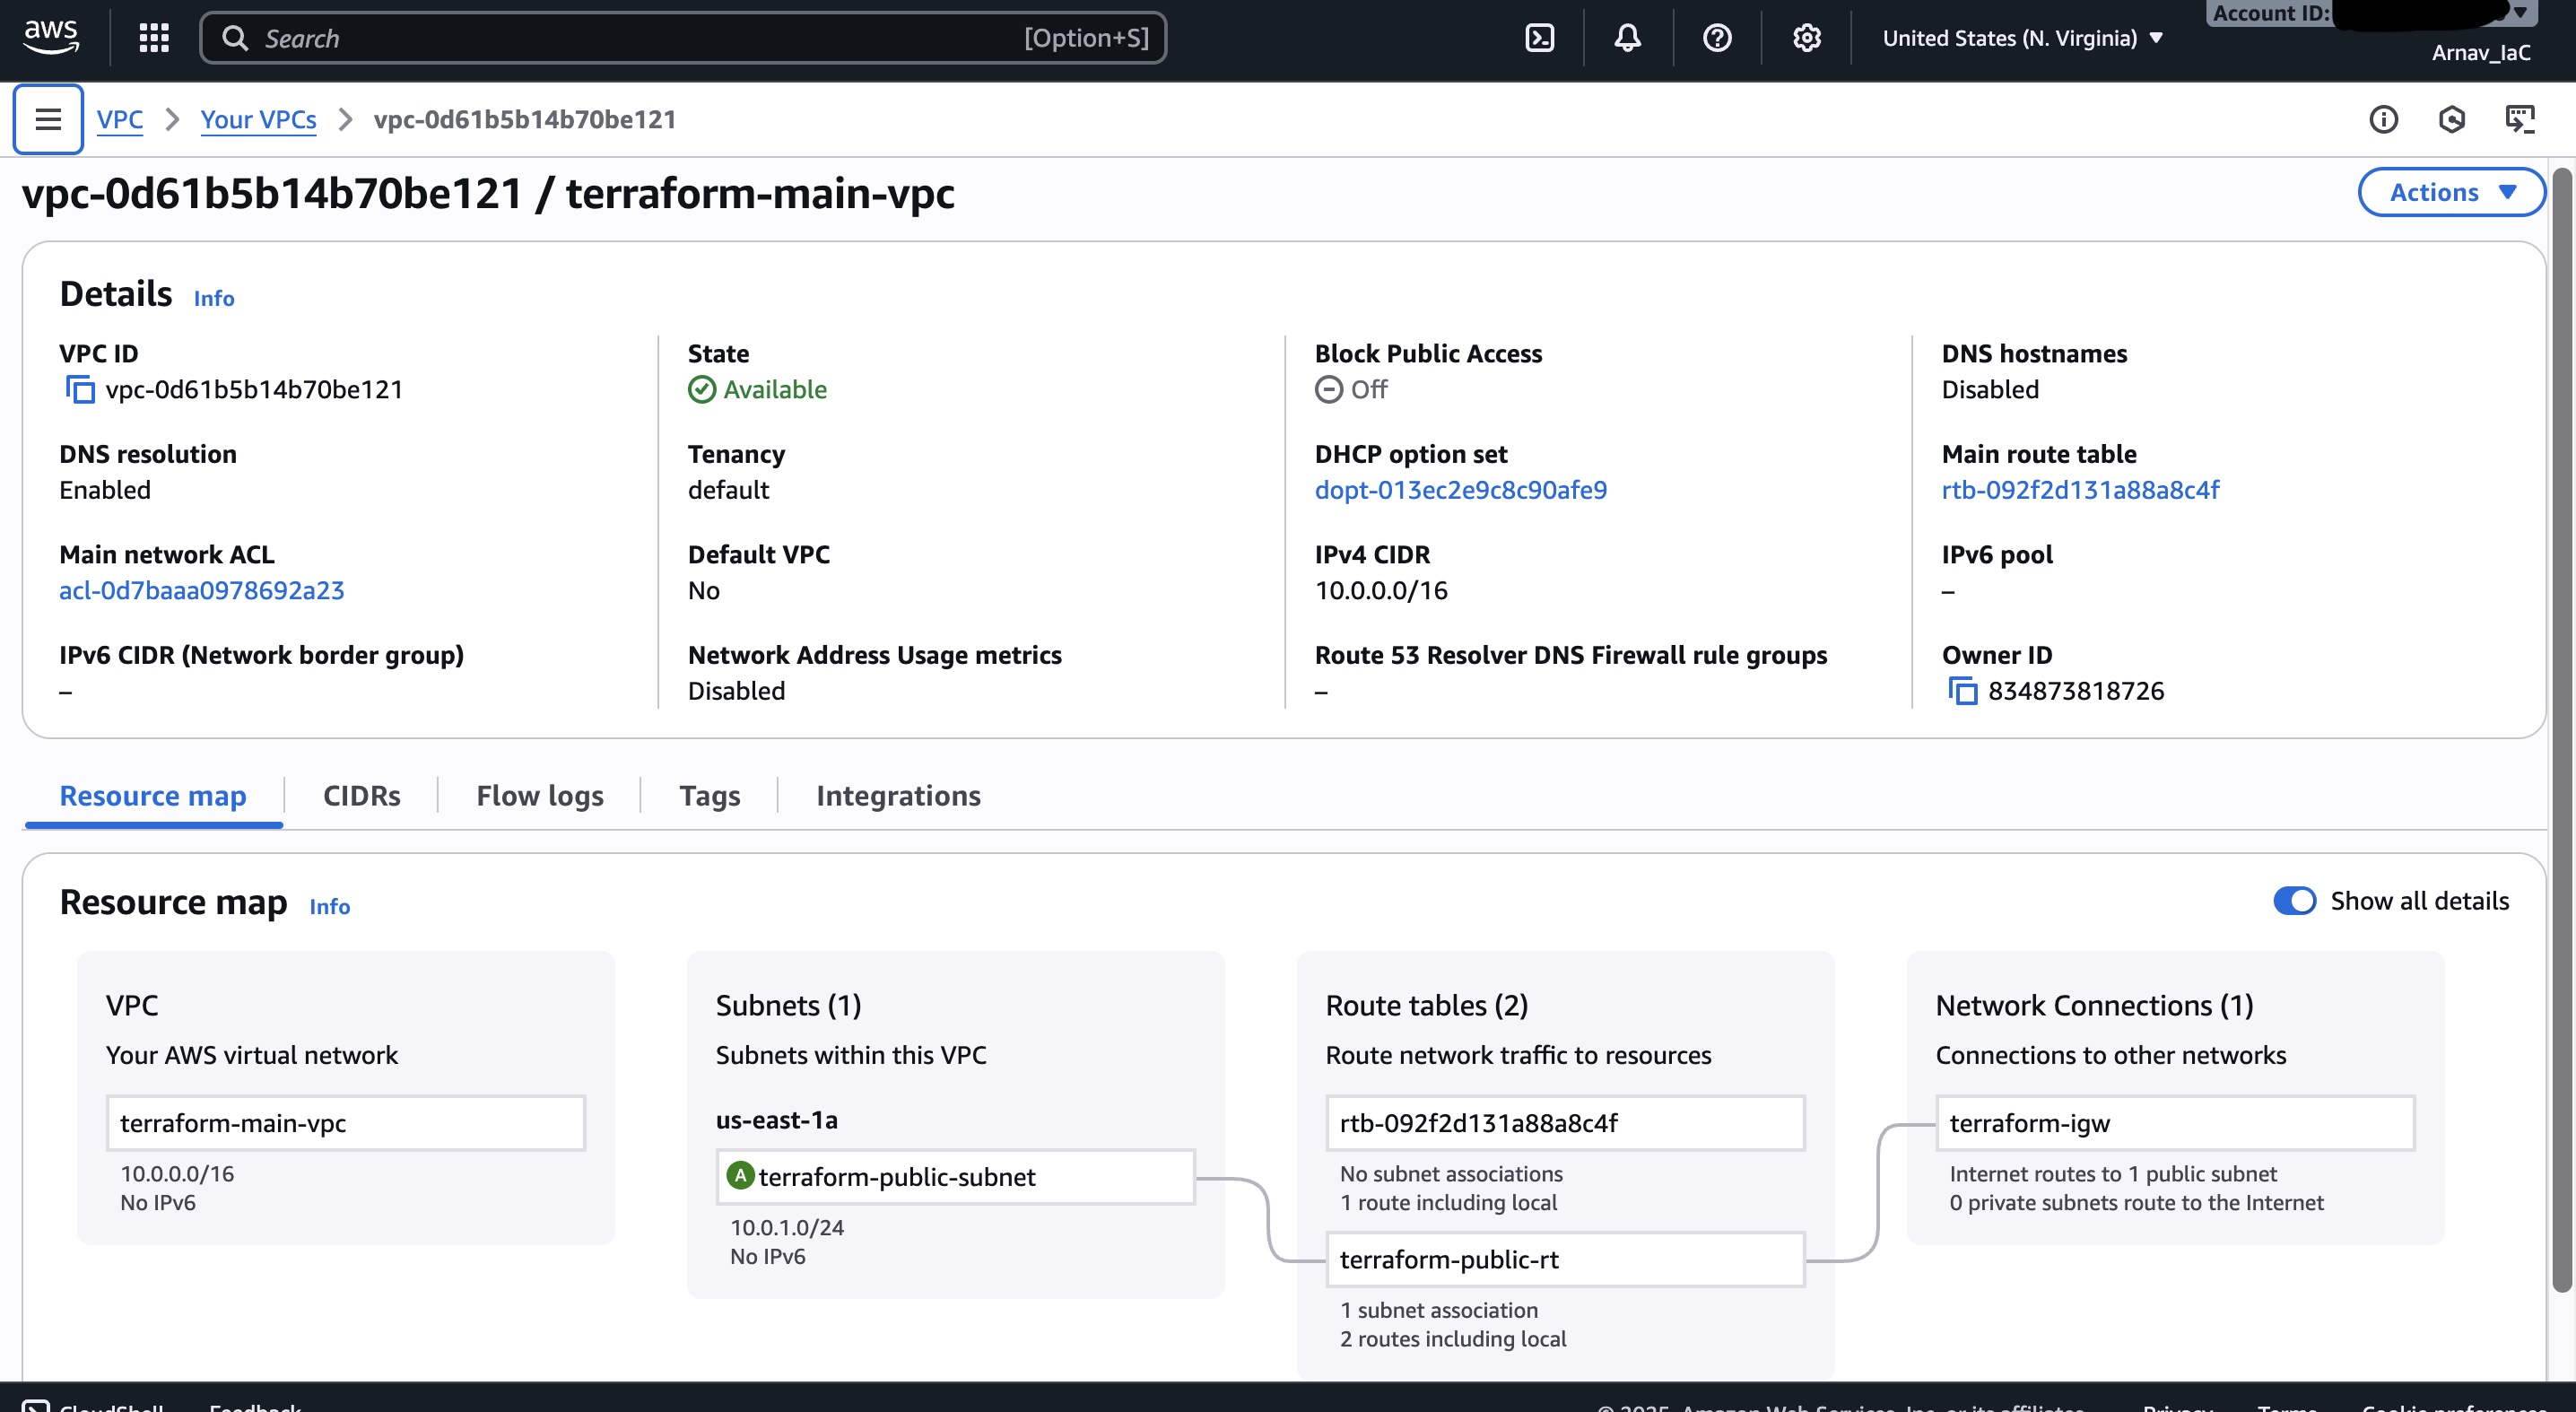 aws
Search [Option+S]
United States (N. Virginia)
Account ID:
Arnav_IaC
VPC > Your VPCs > vpc-0d61b5b14b70be121
vpc-0d61b5b14b70be121 / terraform-main-vpc
Actions
Details Info
VPC ID
vpc-0d61b5b14b70be121
State
Available
Block Public Access
Off
DNS hostnames
Disabled
DNS resolution
Enabled
Tenancy
default
DHCP option set
dopt-013ec2e9c8c90afe9
Main route table
rtb-092f2d131a88a8c4f
Main network ACL
acl-0d7baaa0978692a23
Default VPC
No
IPv4 CIDR
10.0.0.0/16
IPv6 pool
–
IPv6 CIDR (Network border group)
–
Network Address Usage metrics
Disabled
Route 53 Resolver DNS Firewall rule groups
–
Owner ID
834873818726
Resource map CIDRs Flow logs Tags Integrations
Resource map Info
Show all details
VPC
Your AWS virtual network
terraform-main-vpc
10.0.0.0/16
No IPv6
Subnets (1)
Subnets within this VPC
us-east-1a
A terraform-public-subnet
10.0.1.0/24
No IPv6
Route tables (2)
Route network traffic to resources
rtb-092f2d131a88a8c4f
No subnet associations
1 route including local
terraform-public-rt
1 subnet association
2 routes including local
Network Connections (1)
Connections to other networks
terraform-igw
Internet routes to 1 public subnet
0 private subnets route to the Internet
CloudShell Feedback
© 2025, Amazon Web Services, Inc. or its affiliates. Privacy Terms Cookie preferences